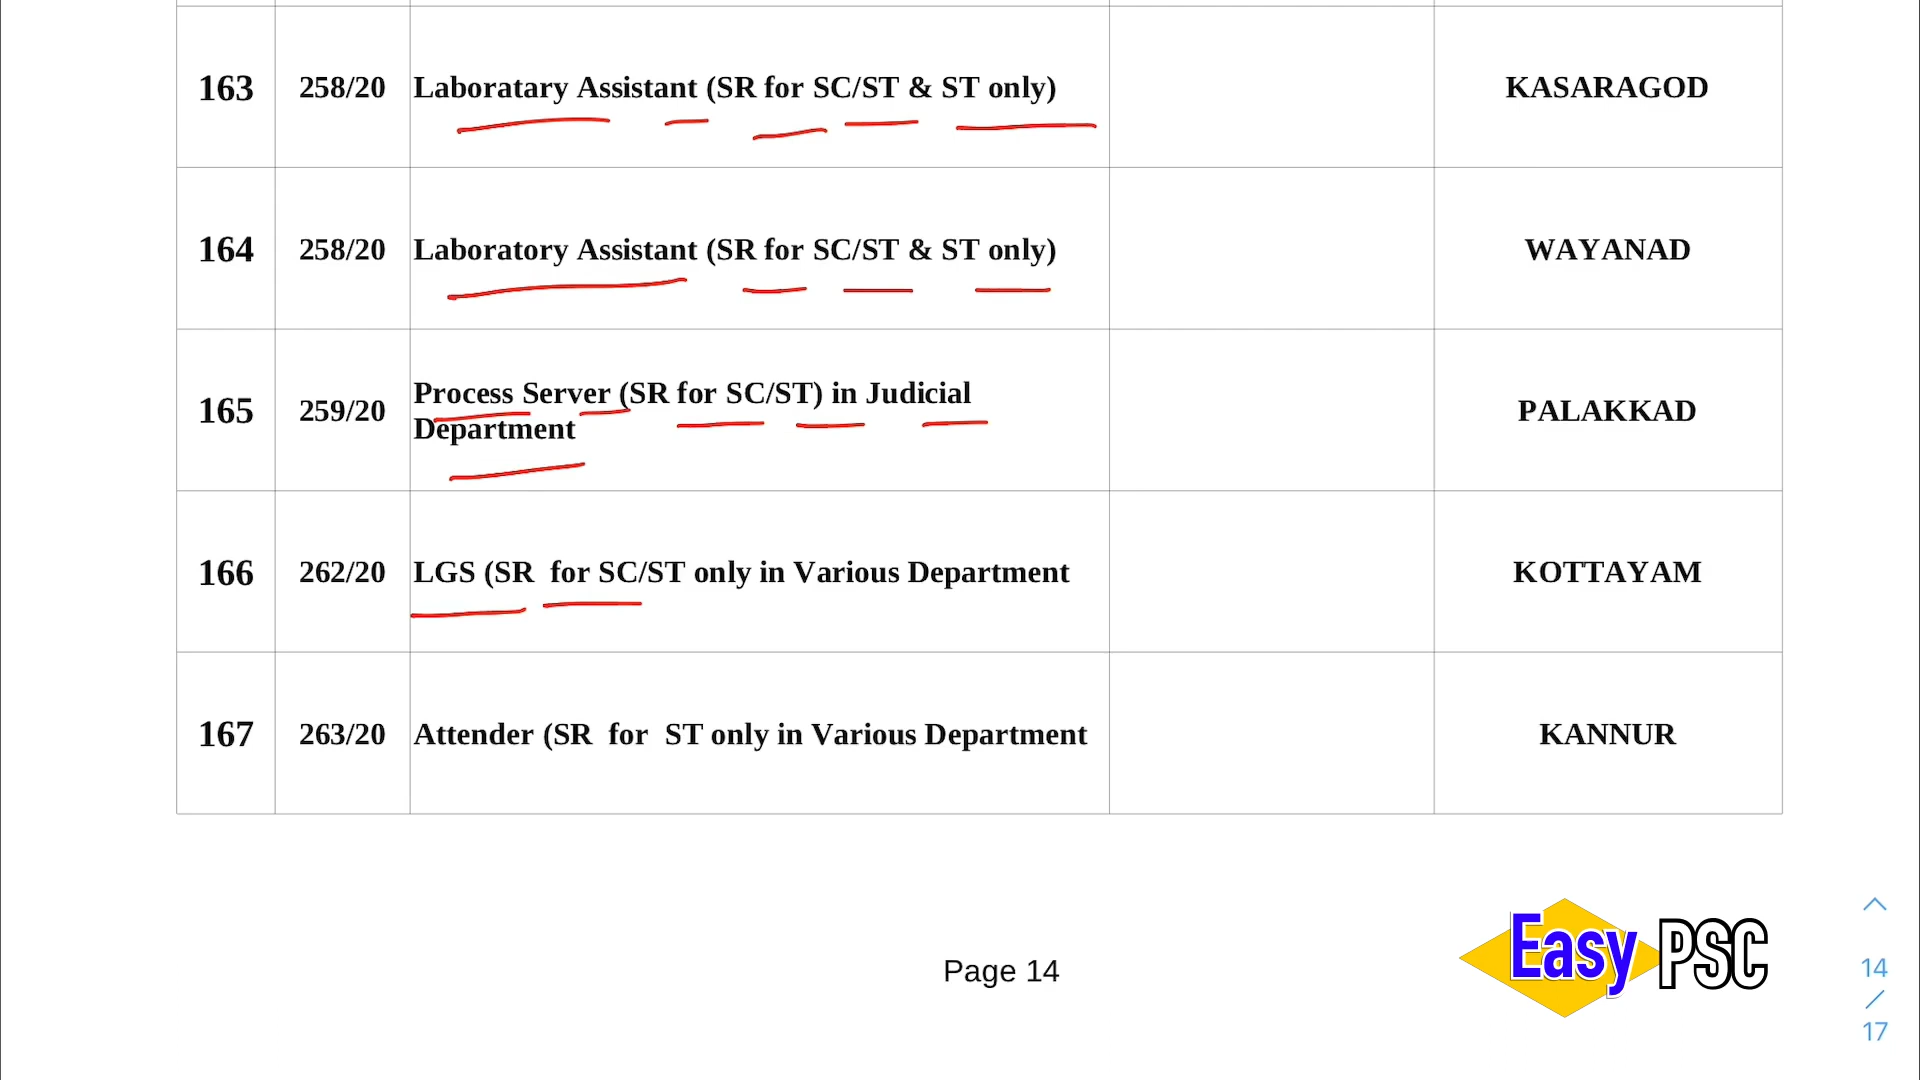 163 258/20 Laboratary Assistant (SR for SC/ST & ST only) KASARAGOD
164 258/20 Laboratory Assistant (SR for SC/ST & ST only) WAYANAD
165 259/20 Process Server (SR for SC/ST) in Judicial
Department PALAKKAD
166 262/20 LGS (SR for SC/ST only in Various Department KOTTAYAM
167 263/20 Attender (SR for ST only in Various Department KANNUR
Page 14
Easy PSC
14
/
17